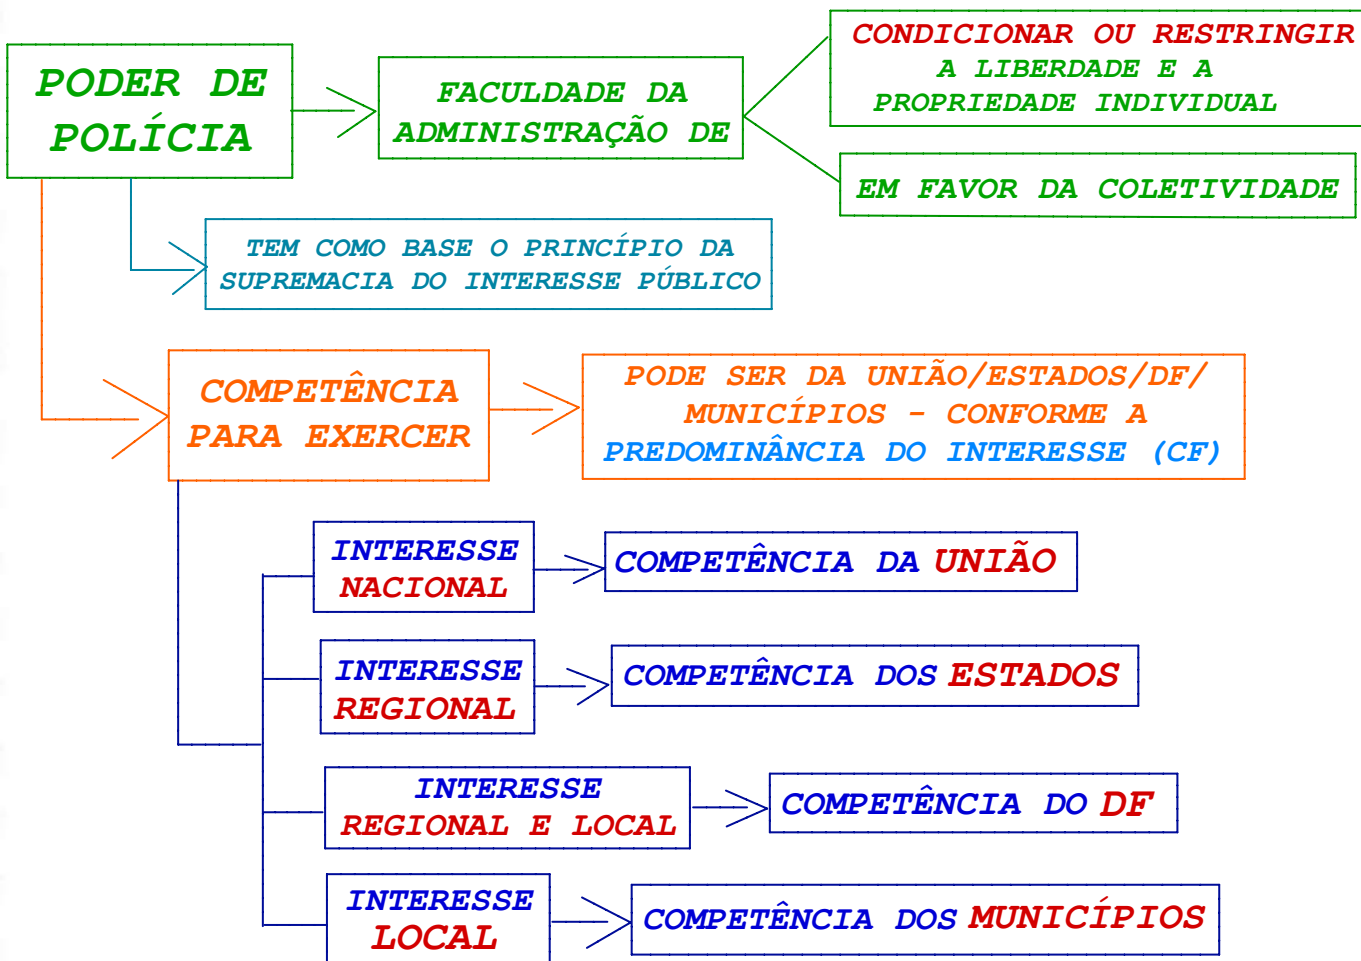 PODER DE
POLÍCIA
FACULDADE DA
ADMINISTRAÇÃO DE
CONDICIONAR OU RESTRINGIR
A LIBERDADE E A
PROPRIEDADE INDIVIDUAL
EM FAVOR DA COLETIVIDADE
TEM COMO BASE O PRINCÍPIO DA
SUPREMACIA DO INTERESSE PÚBLICO
COMPETÊNCIA
PARA EXERCER
PODE SER DA UNIÃO/ESTADOS/DF/
MUNICÍPIOS - CONFORME A
PREDOMINÂNCIA DO INTERESSE (CF)
INTERESSE
NACIONAL
COMPETÊNCIA DA UNIÃO
INTERESSE
REGIONAL
COMPETÊNCIA DOS ESTADOS
INTERESSE
REGIONAL E LOCAL
COMPETÊNCIA DO DF
INTERESSE
LOCAL
COMPETÊNCIA DOS MUNICÍPIOS